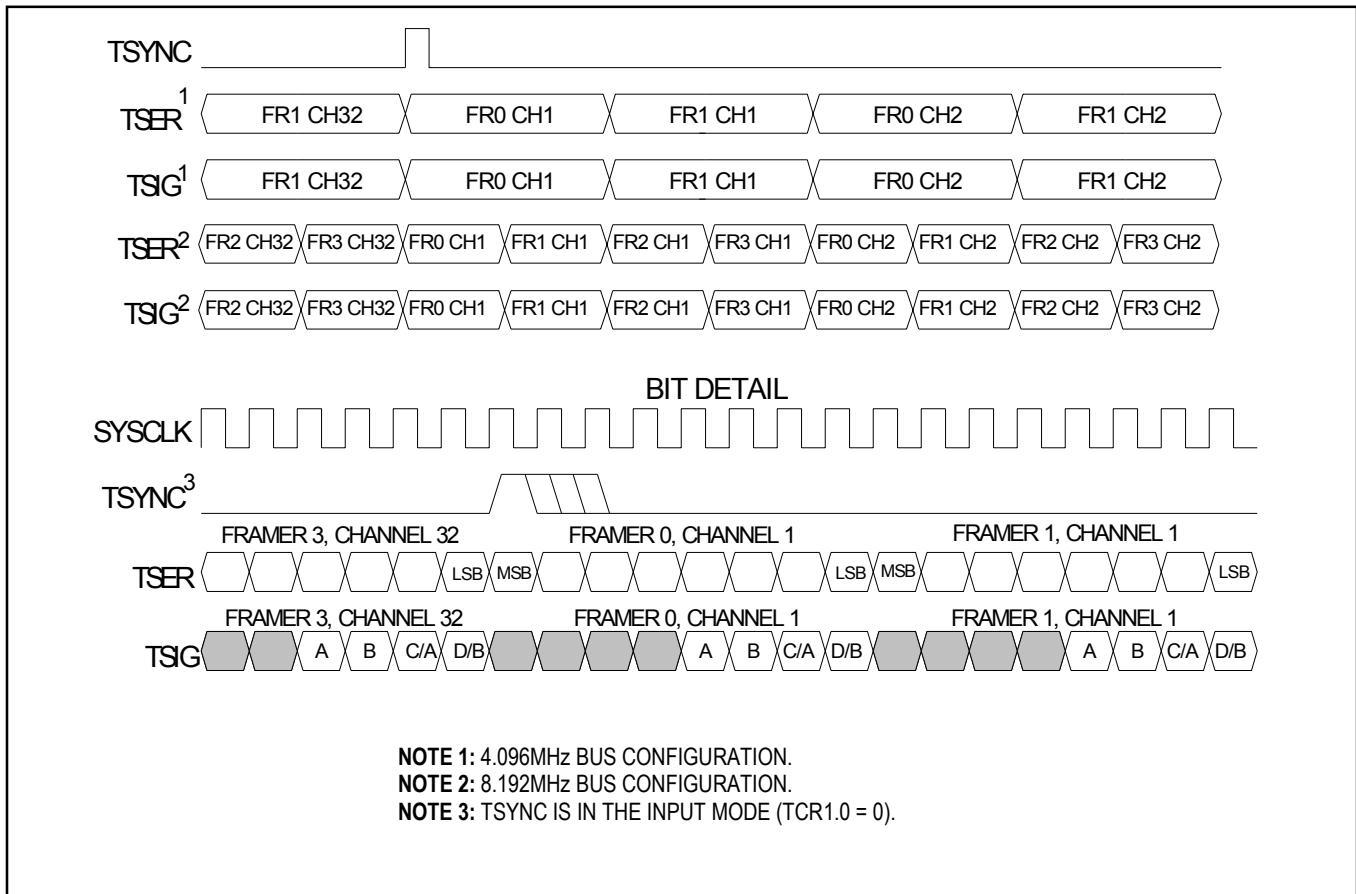 TSYNC
TSER1 FR1 CH32 FR0 CH1 FR1 CH1 FR0 CH2 FR1 CH2
TSIG1 FR1 CH32 FR0 CH1 FR1 CH1 FR0 CH2 FR1 CH2
TSER2 FR2 CH32 FR3 CH32 FR0 CH1 FR1 CH1 FR2 CH1 FR3 CH1 FR0 CH2 FR1 CH2 FR2 CH2 FR3 CH2
TSIG2 FR2 CH32 FR3 CH32 FR0 CH1 FR1 CH1 FR2 CH1 FR3 CH1 FR0 CH2 FR1 CH2 FR2 CH2 FR3 CH2
BIT DETAIL
SYSCLK
TSYNC3
FRAMER 3, CHANNEL 32 FRAMER 0, CHANNEL 1 FRAMER 1, CHANNEL 1
TSER LSB MSB LSB MSB LSB
FRAMER 3, CHANNEL 32 FRAMER 0, CHANNEL 1 FRAMER 1, CHANNEL 1
TSIG A B C/A D/B A B C/A D/B A B C/A D/B
NOTE 1: 4.096MHz BUS CONFIGURATION.
NOTE 2: 8.192MHz BUS CONFIGURATION.
NOTE 3: TSYNC IS IN THE INPUT MODE (TCR1.0 = 0).